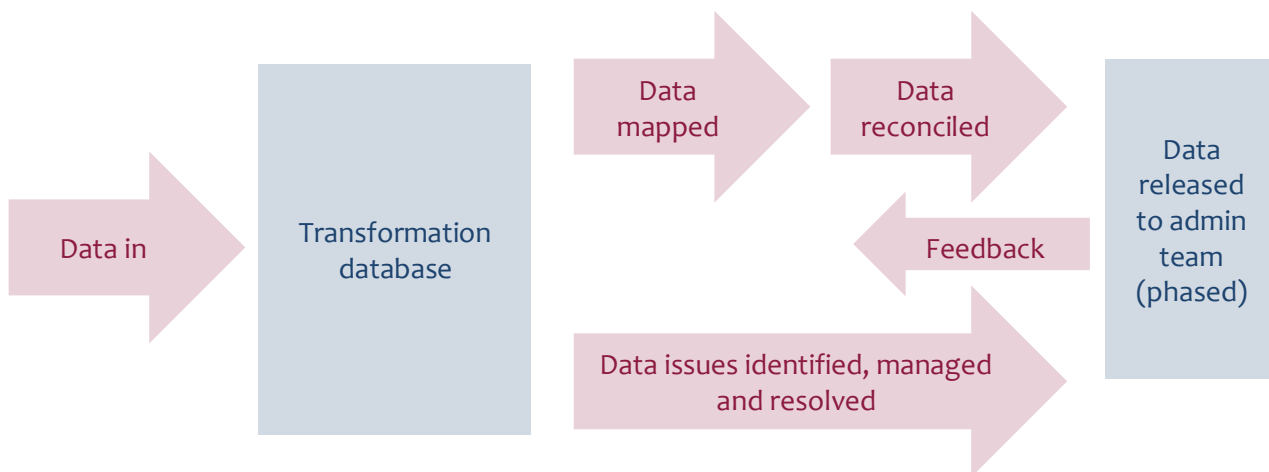 Data in
Transformation
database
Data
mapped
Data
reconciled
Feedback
Data issues identified, managed
and resolved
Data
released
to admin
team
(phased)